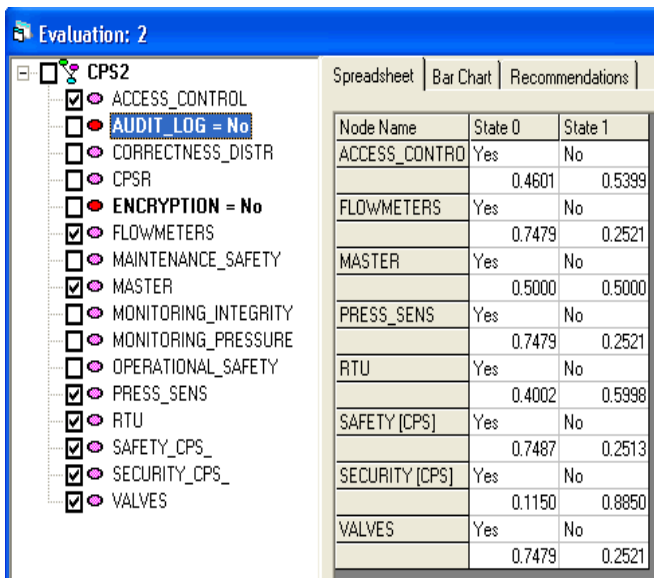 Evaluation: 2
CPS2
ACCESS_CONTROL
AUDIT_LOG = No
CORRECTNESS_DISTR
CPSR
ENCRYPTION = No
FLOWMETERS
MAINTENANCE_SAFETY
MASTER
MONITORING_INTEGRITY
MONITORING_PRESSURE
OPERATIONAL_SAFETY
PRESS_SENS
RTU
SAFETY_CPS_
SECURITY_CPS_
VALVES
Spreadsheet Bar Chart Recommendations
Node Name State 0 State 1
ACCESS_CONTRO Yes No
0.4601 0.5399
FLOWMETERS Yes No
0.7479 0.2521
MASTER Yes No
0.5000 0.5000
PRESS_SENS Yes No
0.7479 0.2521
RTU Yes No
0.4002 0.5998
SAFETY [CPS] Yes No
0.7487 0.2513
SECURITY [CPS] Yes No
0.1150 0.8850
VALVES Yes No
0.7479 0.2521